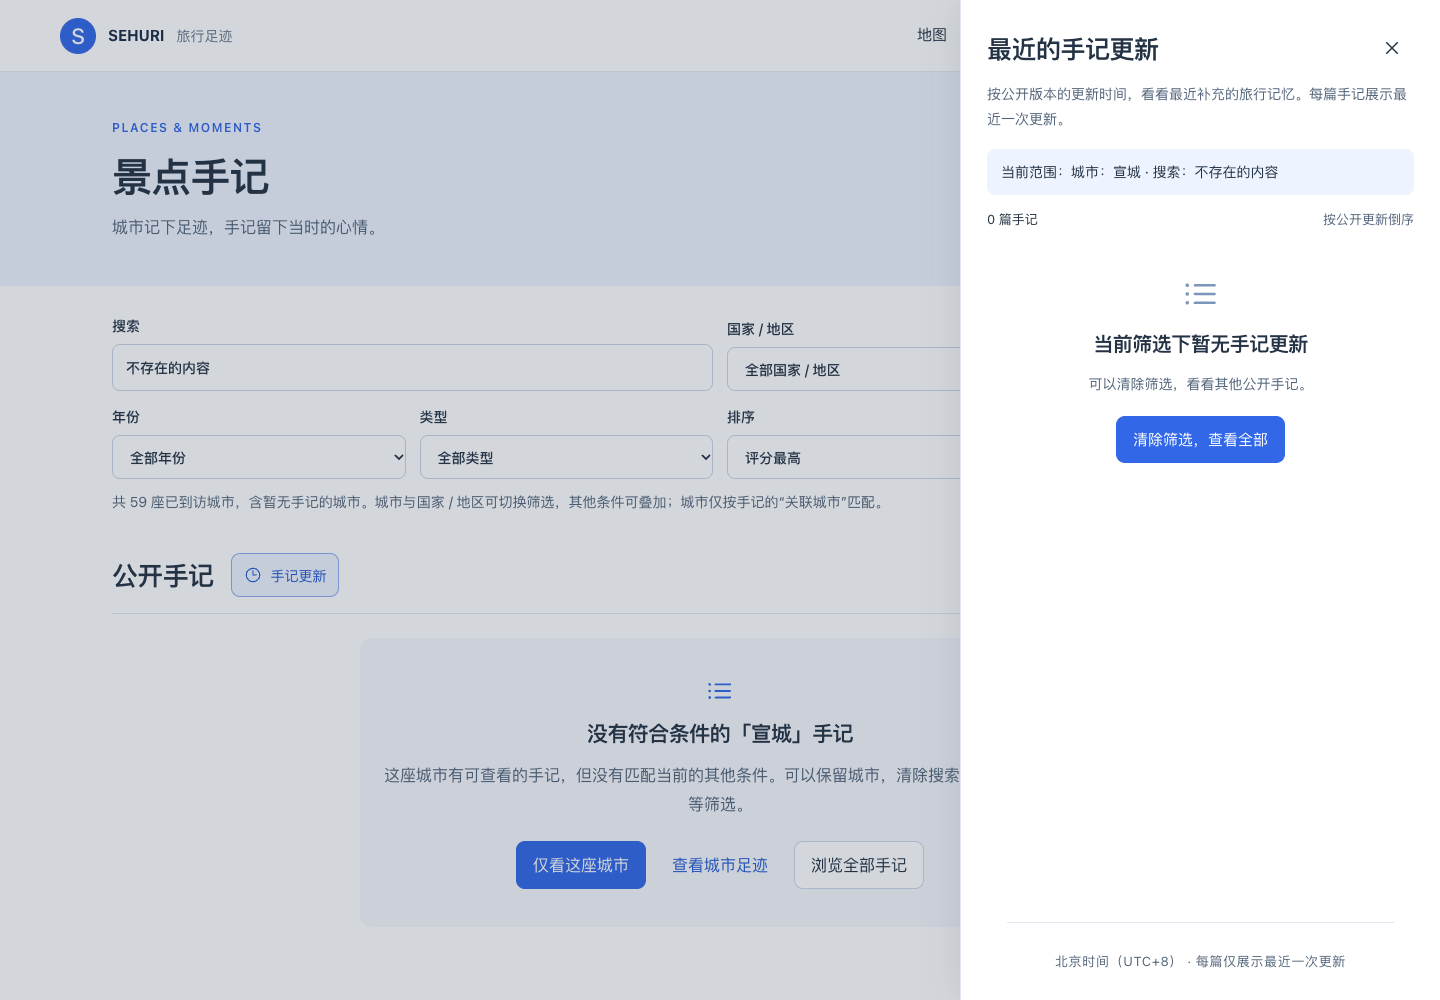 S SEHURI 旅行足迹
地图
PLACES & MOMENTS
景点手记
城市记下足迹，手记留下当时的心情。
搜索
国家 / 地区
不存在的内容
全部国家 / 地区
年份
类型
排序
全部年份
全部类型
评分最高
共 59 座已到访城市，含暂无手记的城市。城市与国家 / 地区可切换筛选，其他条件可叠加；城市仅按手记的“关联城市”匹配。
公开手记
手记更新
没有符合条件的「宣城」手记
这座城市有可查看的手记，但没有匹配当前的其他条件。可以保留城市，清除搜索
等筛选。
仅看这座城市
查看城市足迹
浏览全部手记
最近的手记更新
按公开版本的更新时间，看看最近补充的旅行记忆。每篇手记展示最
近一次更新。
当前范围：城市：宣城 · 搜索：不存在的内容
0 篇手记
按公开更新倒序
当前筛选下暂无手记更新
可以清除筛选，看看其他公开手记。
清除筛选，查看全部
北京时间（UTC+8） · 每篇仅展示最近一次更新